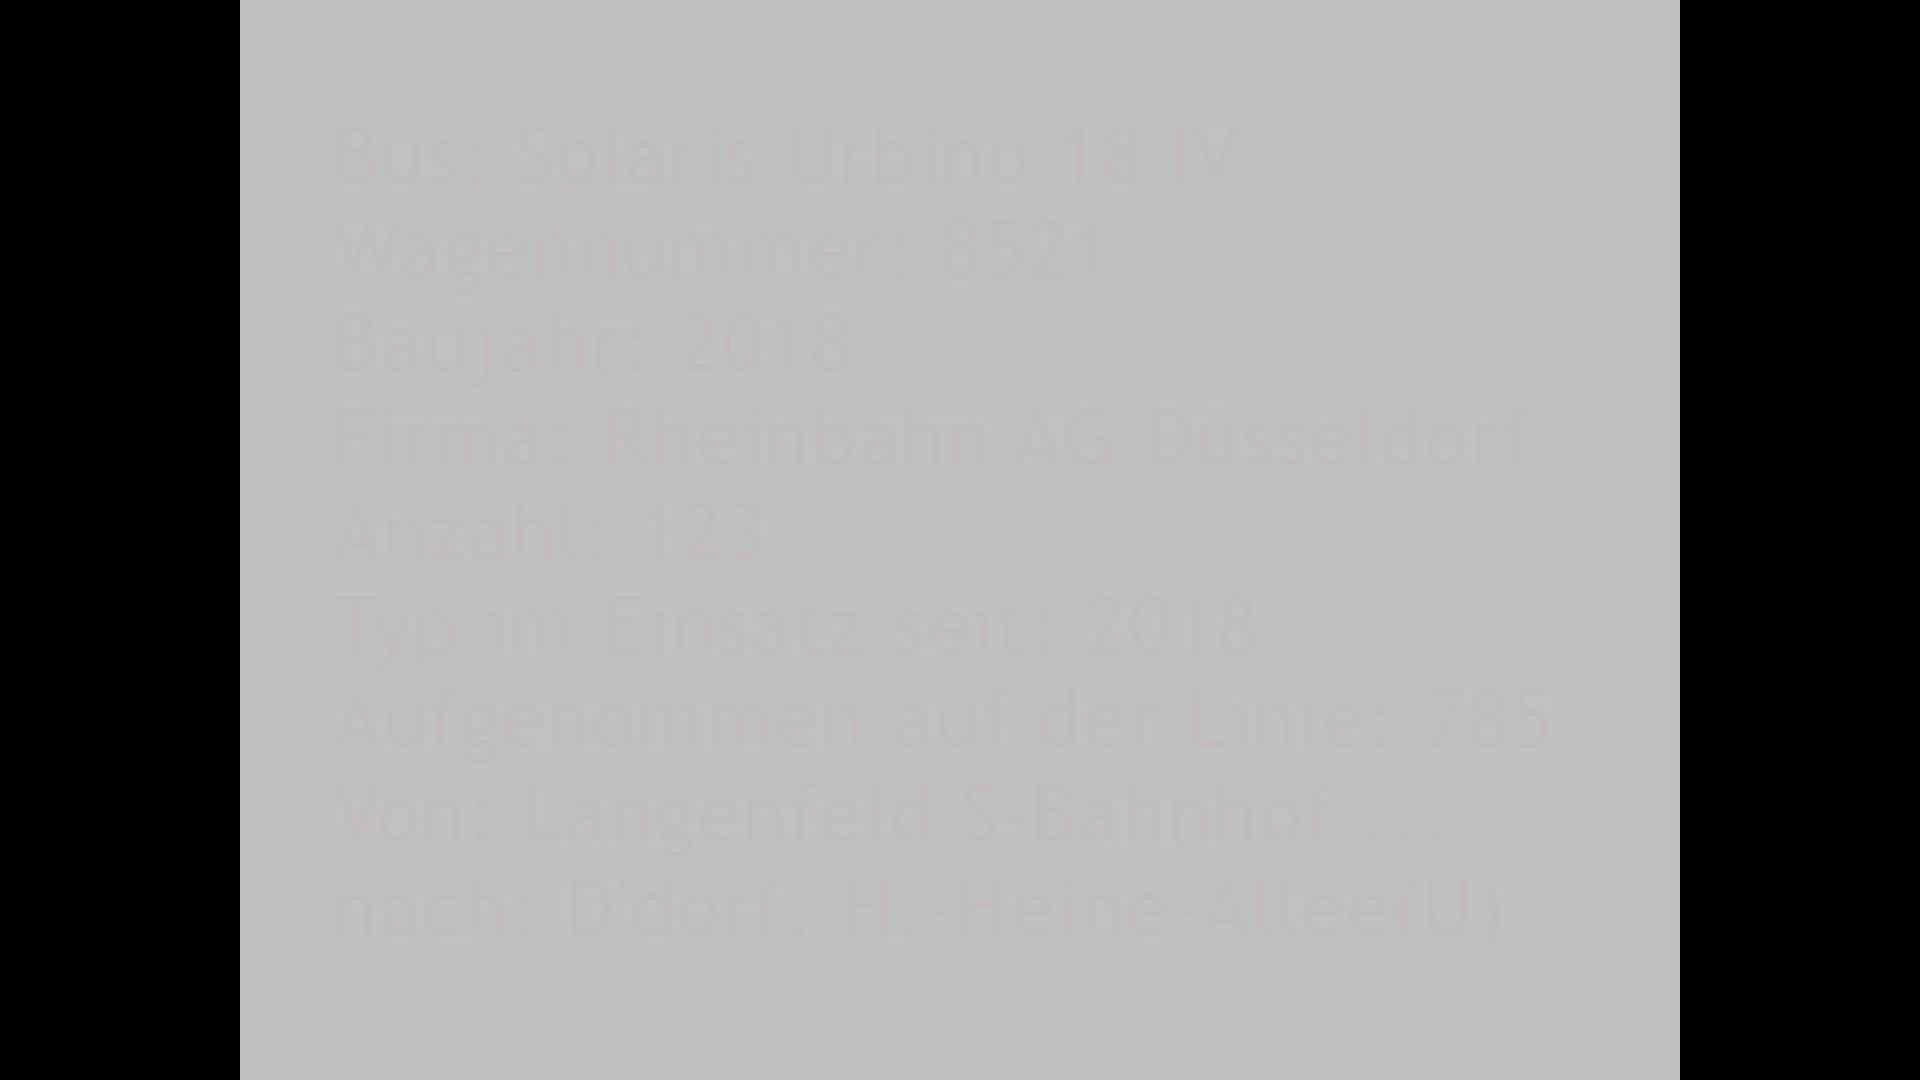 Bus: Solaris Urbino 18 IV
Wagennummer: 8521
Baujahr: 2018
Firma: Rheinbahn AG Düsseldorf
Anzahl: 123
Typ im Einsatz seit: 2018
Aufgenommen auf der Linie: 785
Von: Langenfeld S-Bahnhof ...
nach: D'dorf, H.-Heine-Allee(U)